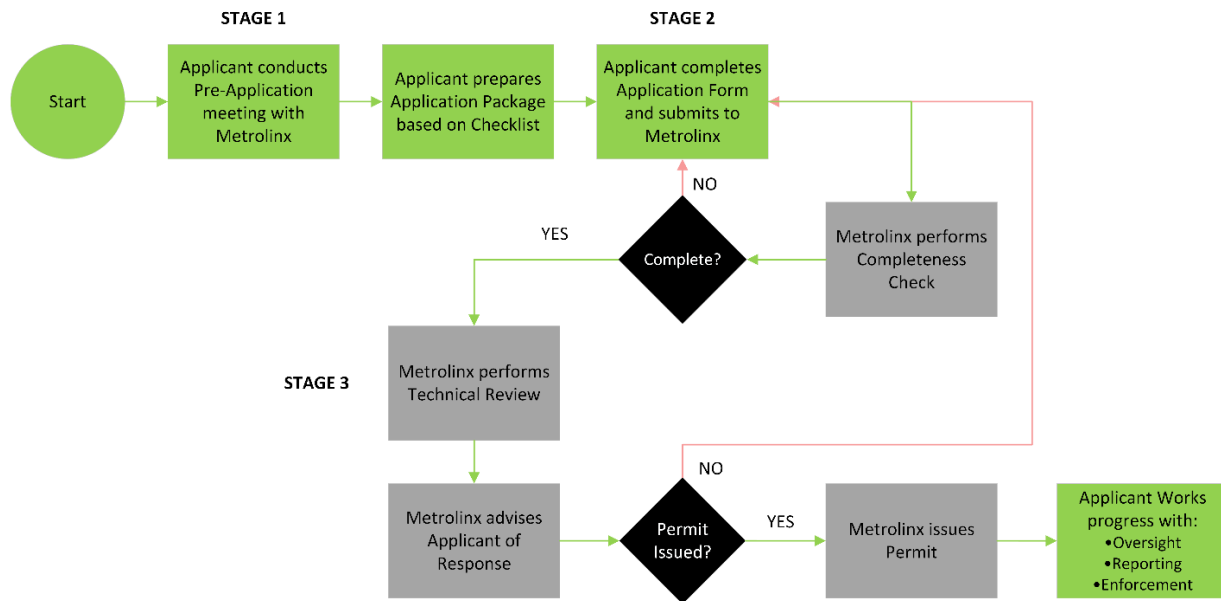 STAGE 1
STAGE 2
Start
Applicant conducts
Pre-Application
meeting with
Metrolinx
Applicant prepares
Application Package
based on Checklist
Applicant completes
Application Form
and submits to
Metrolinx
NO
YES
Complete?
Metrolinx performs
Completeness
Check
STAGE 3
Metrolinx performs
Technical Review
NO
Metrolinx advises
Applicant of
Response
Permit
Issued?
YES
Metrolinx issues
Permit
Applicant Works
progress with:
•Oversight
•Reporting
•Enforcement